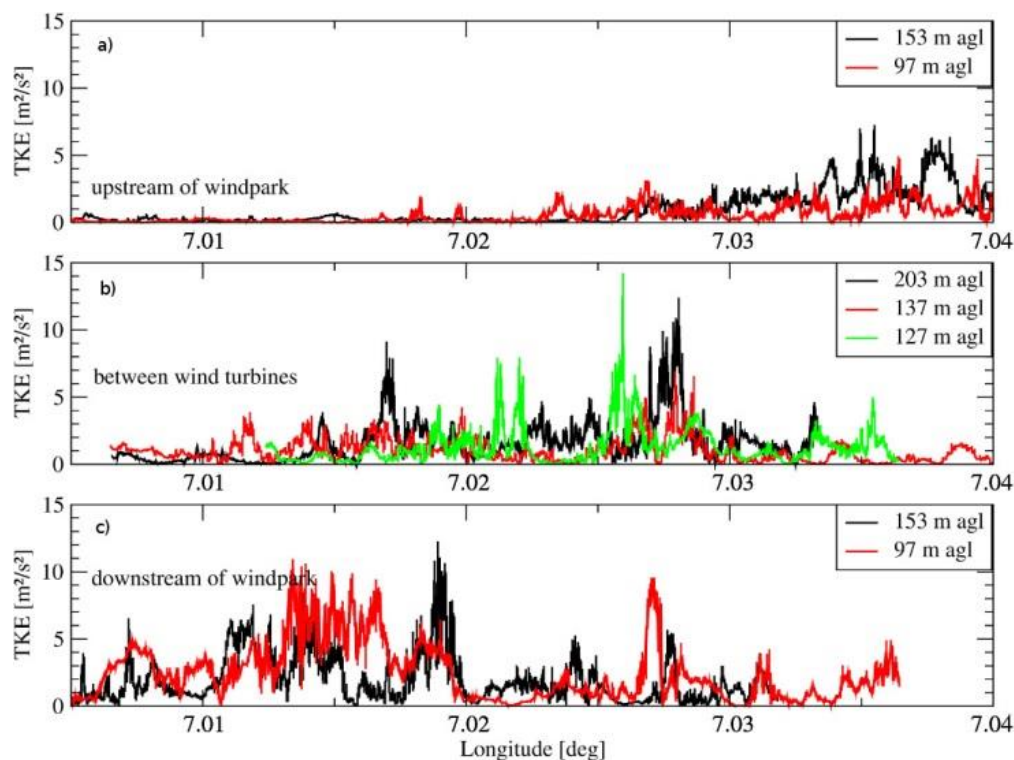 15
a)
153 m agl
97 m agl
10
TKE [m²/s²]
5
upstream of windpark
0
7.01 7.02 7.03 7.04
15
b)
203 m agl
137 m agl
127 m agl
10
TKE [m²/s²]
between wind turbines
5
0
7.01 7.02 7.03 7.04
15
c)
153 m agl
97 m agl
10
downstream of windpark
TKE [m²/s²]
5
0
7.01 7.02 7.03 7.04
Longitude [deg]